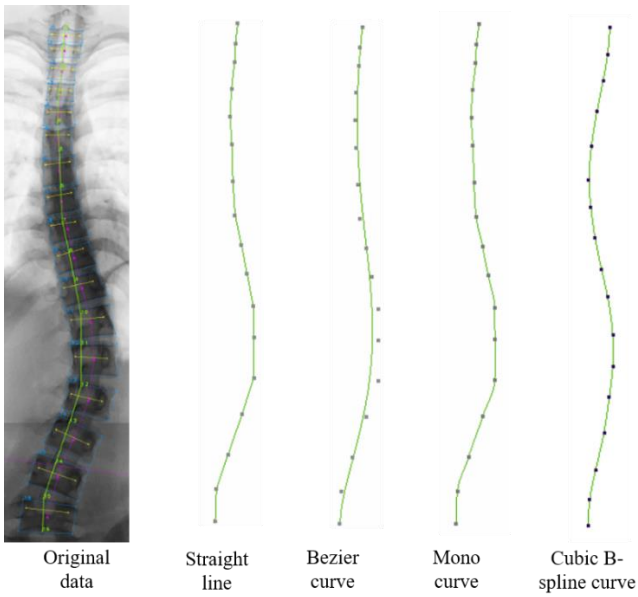 Original
data
Straight
line
Bezier
curve
Mono
curve
Cubic B-
spline curve